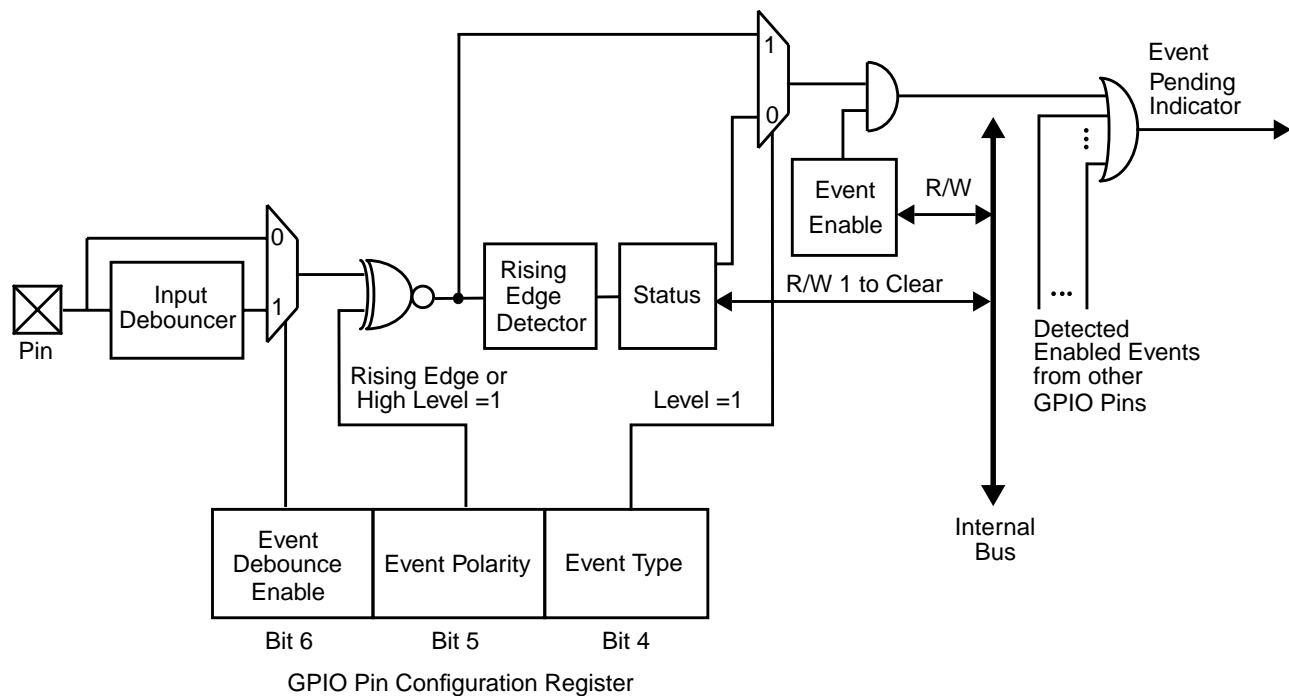 Event
Pending
Indicator
1
0
Event
Enable
R/W
R/W 1 to Clear
0
1
Input
Debouncer
Pin
Rising
Edge
Detector
Status
Rising Edge or
High Level =1
Level =1
...
...
Detected
Enabled Events
from other
GPIO Pins
Internal
Bus
Event
Debounce
Enable
Event Polarity
Event Type
Bit 6
Bit 5
Bit 4
GPIO Pin Configuration Register